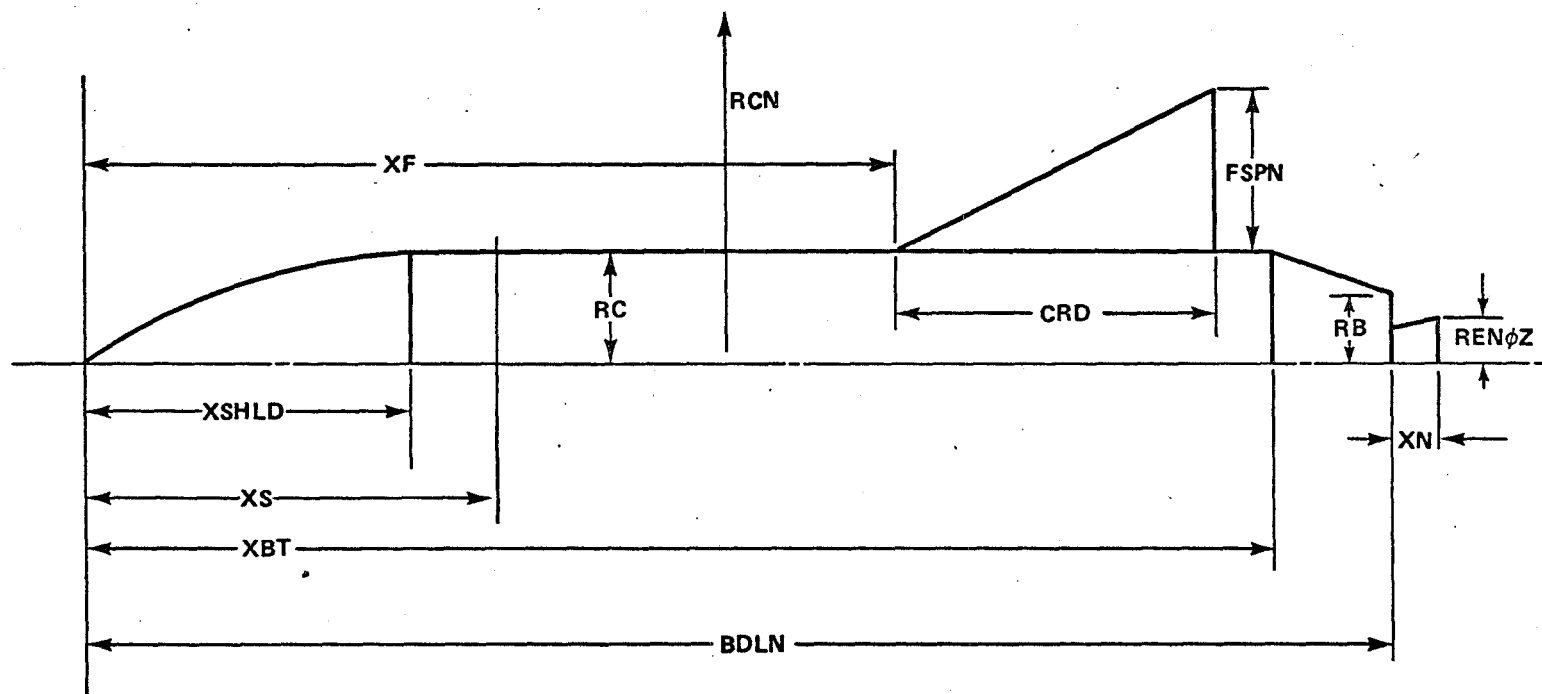 RCN
XF
FSPN
RC
CRD
RB
RENφZ
XSHLD
XN
XS
XBT
BDLN